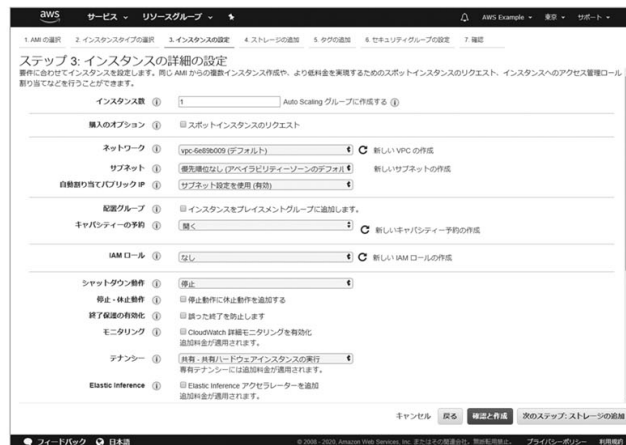 aws
サービス
リソースグループ
AWS Example
東京
サポート
1. AMI の選択
2. インスタンスタイプの選択
3. インスタンスの設定
4. ストレージの追加
5. タグの追加
6. セキュリティグループの設定
7. 確認
ステップ 3: インスタンスの詳細の設定
要件に合わせてインスタンスを設定します。同じ AMI からの複数インスタンス作成や、より低料金を実現するためのスポットインスタンスのリクエスト、インスタンスへのアクセス管理ロール
割り当てなどを行うことができます。
インスタンス数 1 Auto Scaling グループに作成する
購入のオプション スポットインスタンスのリクエスト
ネットワーク vpc-6e89b009 (デフォルト) 新しい VPC の作成
サブネット 優先順位なし (アベイラビリティーゾーンのデフォル 新しいサブネットの作成
自動割り当てパブリック IP サブネット設定を使用 (有効)
配置グループ インスタンスをプレイスメントグループに追加します。
キャパシティーの予約 開く 新しいキャパシティー予約の作成
IAM ロール なし 新しい IAM ロールの作成
シャットダウン動作 停止
停止 - 休止動作 停止動作に休止動作を追加する
終了保護の有効化 誤った終了を防止します
モニタリング CloudWatch 詳細モニタリングを有効化
追加料金が適用されます。
テナンシー 共有 - 共有ハードウェアインスタンスの実行
専有テナンシーには追加料金が適用されます。
Elastic Inference Elastic Inference アクセラレーターを追加
追加料金が適用されます。
キャンセル 戻る 確認と作成 次のステップ: ストレージの追加
フィードバック 日本語 © 2008 - 2020, Amazon Web Services, Inc. またはその関連会社。無断転用禁止。 プライバシーポリシー 利用規約